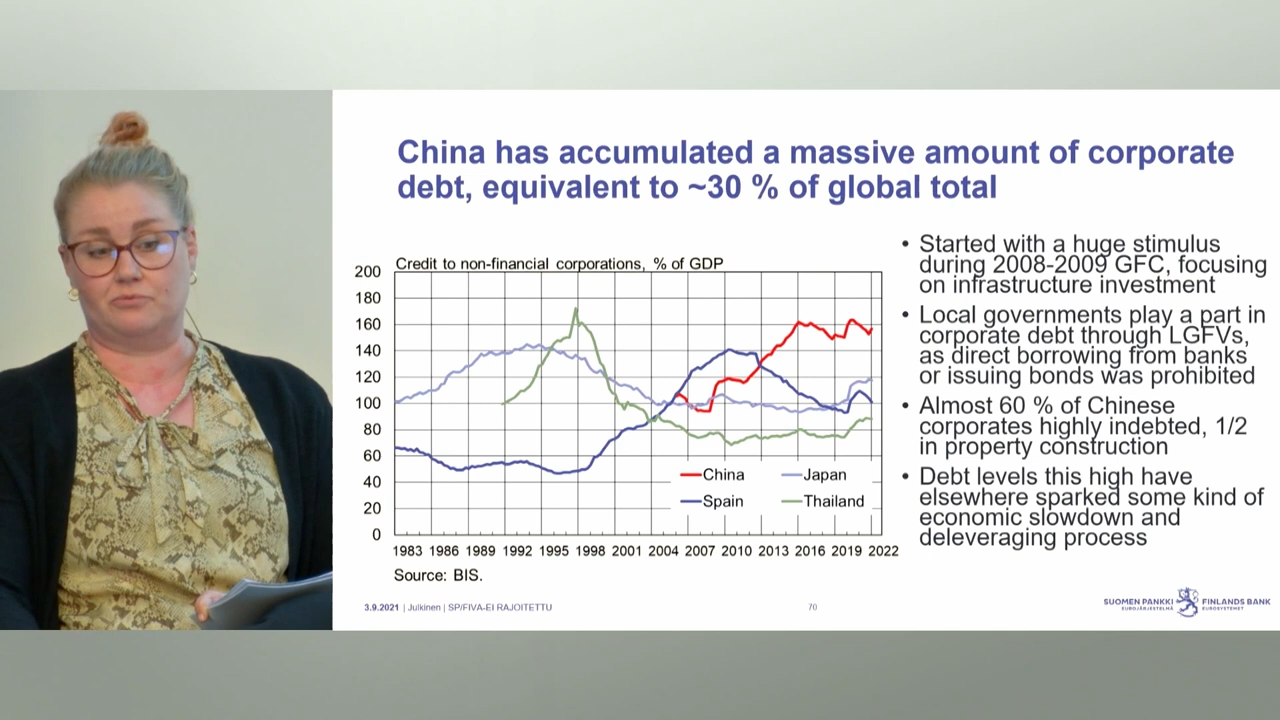 China has accumulated a massive amount of corporate
debt, equivalent to ~30 % of global total
Credit to non-financial corporations, % of GDP
200
180
160
140
120
100
80
60
40
20
0
China
Japan
Spain
Thailand
1983 1986 1989 1992 1995 1998 2001 2004 2007 2010 2013 2016 2019 2022
Source: BIS.
• Started with a huge stimulus
during 2008-2009 GFC, focusing
on infrastructure investment
• Local governments play a part in
corporate debt through LGFVs,
as direct borrowing from banks
or issuing bonds was prohibited
• Almost 60 % of Chinese
corporates highly indebted, 1/2
in property construction
• Debt levels this high have
elsewhere sparked some kind of
economic slowdown and
deleveraging process
3.9.2021 | Julkinen | SP/FIVA-EI RAJOITETTU
70
SUOMEN PANKKI
EUROJÄRJESTELMÄ
FINLANDS BANK
EUROSYSTEMET